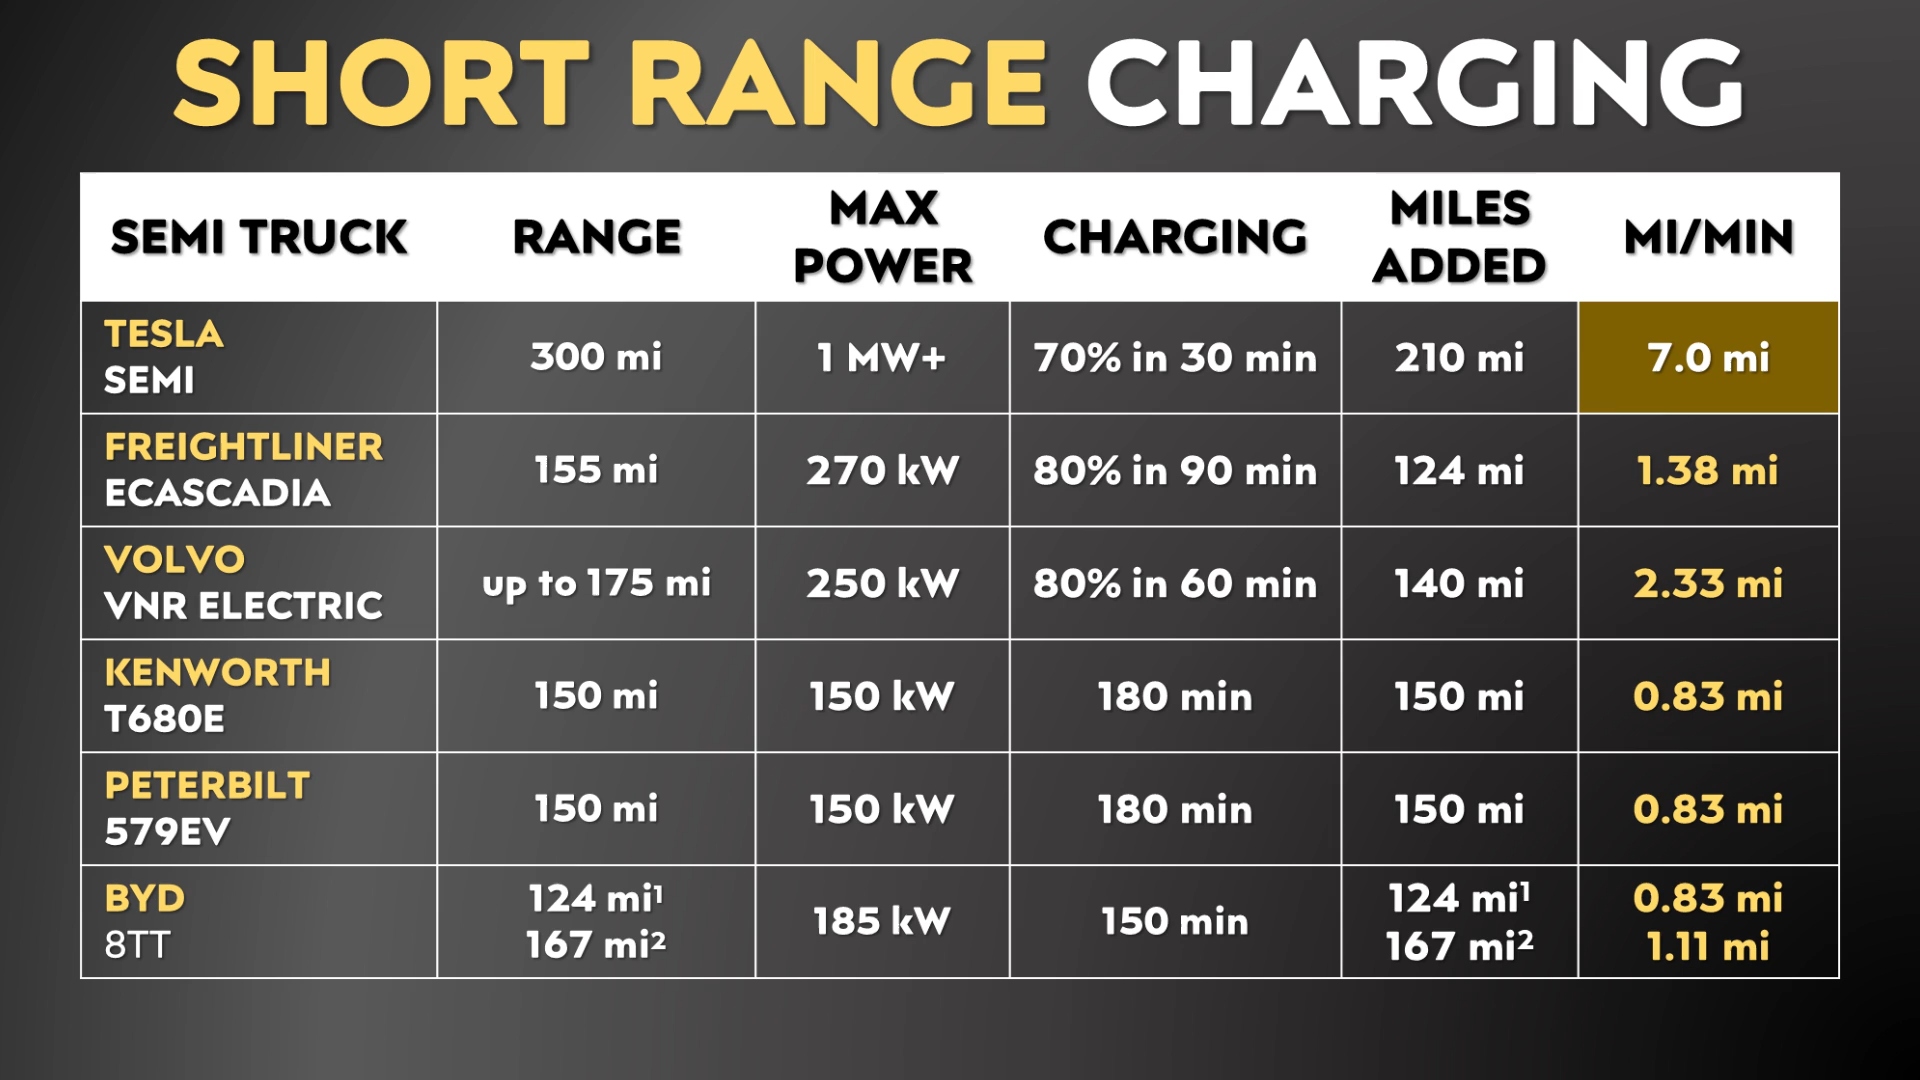 SHORT RANGE CHARGING
SEMI TRUCK
RANGE
MAX
POWER
CHARGING
MILES
ADDED
MI/MIN
TESLA
SEMI
300 mi
1 MW+
70% in 30 min
210 mi
7.0 mi
FREIGHTLINER
ECASCADIA
155 mi
270 kW
80% in 90 min
124 mi
1.38 mi
VOLVO
VNR ELECTRIC
up to 175 mi
250 kW
80% in 60 min
140 mi
2.33 mi
KENWORTH
T680E
150 mi
150 kW
180 min
150 mi
0.83 mi
PETERBILT
579EV
150 mi
150 kW
180 min
150 mi
0.83 mi
BYD
8TT
124 mi¹
167 mi²
185 kW
150 min
124 mi¹
167 mi²
0.83 mi
1.11 mi